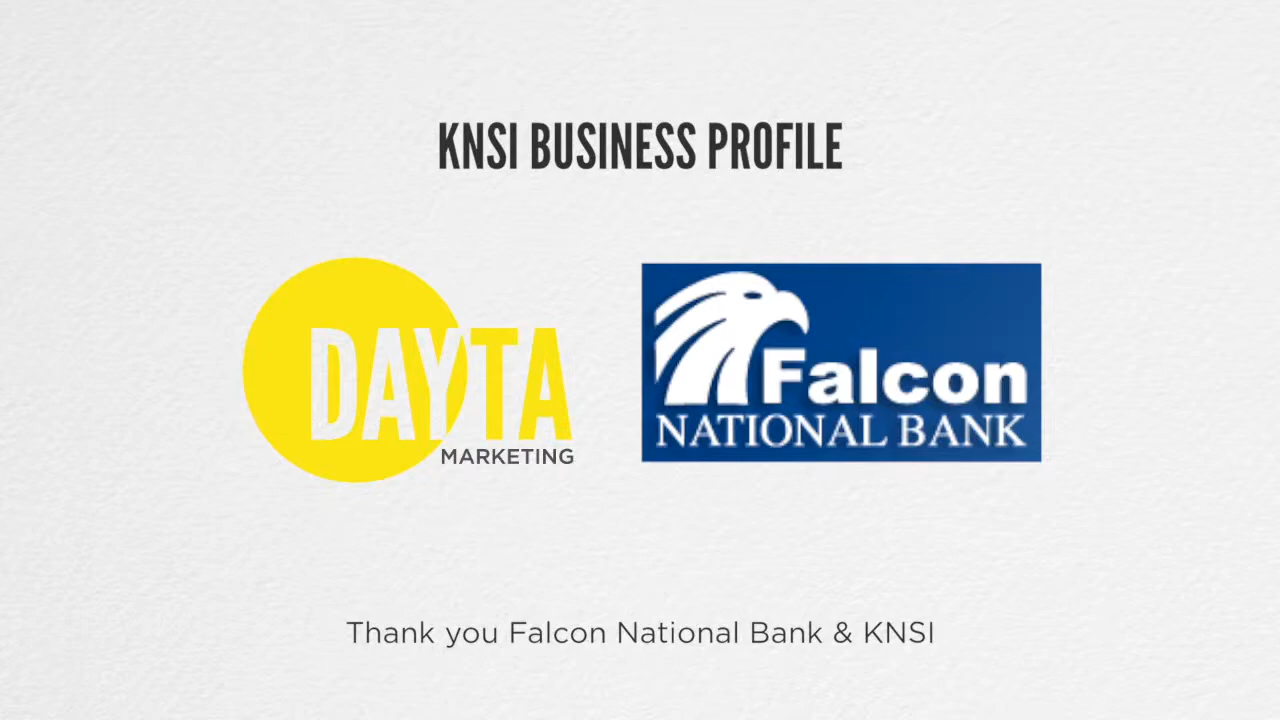 KNSI BUSINESS PROFILE
DAYTA
MARKETING
Falcon
NATIONAL BANK
Thank you Falcon National Bank & KNSI